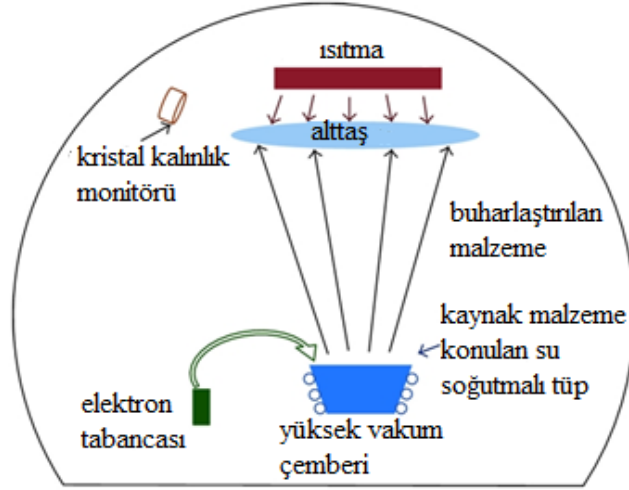 ısıtma
alttaş
kristal kalınlık
monitörü
buharlaştırılan
malzeme
kaynak malzeme
konulan su
soğutmalı tüp
elektron
tabancası
yüksek vakum
çemberi